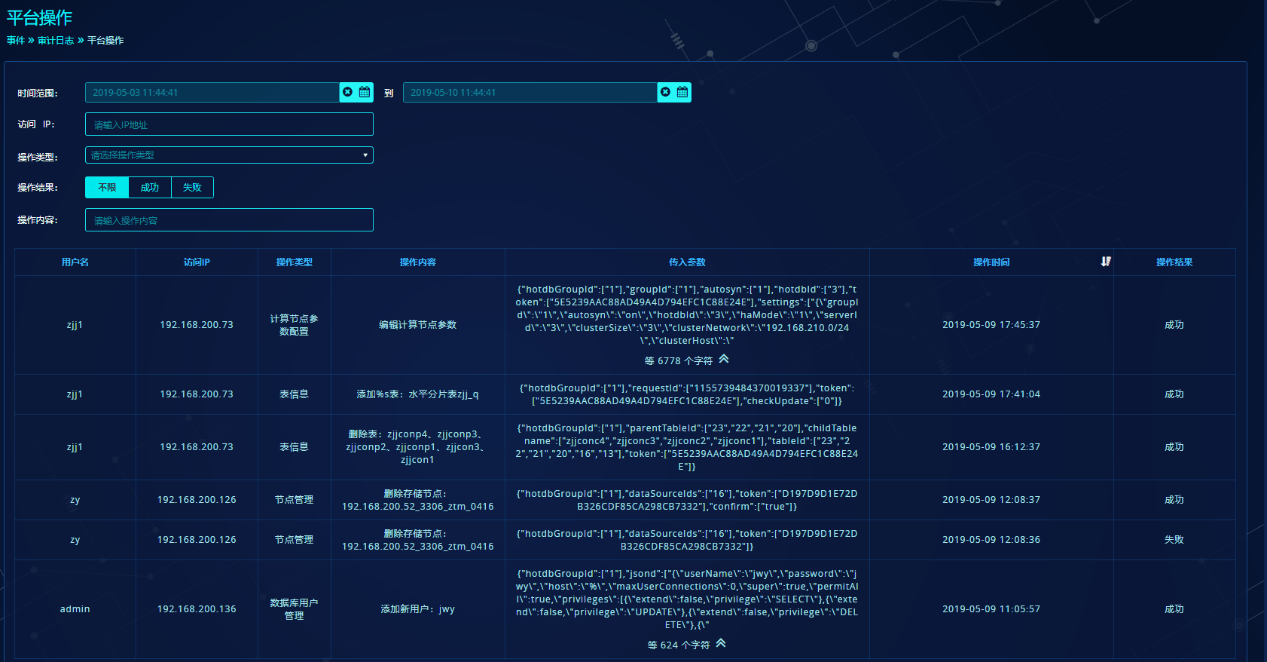 平台操作
事件 » 审计日志 » 平台操作
时间范围： 2019-05-03 11:44:41 到 2019-05-10 11:44:41
访问 IP： 请输入IP地址
操作类型： 请选择操作类型
操作结果： 不限 成功 失败
操作内容： 请输入操作内容
用户名 访问IP 操作类型 操作内容 传入参数 操作时间 操作结果
zjj1 192.168.200.73 计算节点参数配置 编辑计算节点参数 {"hotdbGroupId":["1"],"groupId":["1"],"autosyn":["1"],"hotdbId":["3"],"t
oken":["5E5239AAC88AD49A4D794EFC1C88E24E"],"settings":["{\"groupI
d\":\"1\",\"autosyn\":\"on\",\"hotdbId\":\"3\",\"haMode\":\"1\",\"serverI
d\":\"3\",\"clusterSize\":\"3\",\"clusterNetwork\":\"192.168.210.0/24
\",\"clusterHost\":\"
等 6778 个字符 2019-05-09 17:45:37 成功
zjj1 192.168.200.73 表信息 添加%s表：水平分片表zjj_q {"hotdbGroupId":["1"],"requestId":["1155739484370019337"],"token":
["5E5239AAC88AD49A4D794EFC1C88E24E"],"checkUpdate":["0"]} 2019-05-09 17:41:04 成功
zjj1 192.168.200.73 表信息 删除表：zjjconp4、zjjconp3、
zjjconp2、zjjconp1、zjjcon3、
zjjcon1 {"hotdbGroupId":["1"],"parentTableId":["23","22","21","20"],"childTable
name":["zjjconc4","zjjconc3","zjjconc2","zjjconc1"],"tableId":["23","2
2","21","20","16","13"],"token":["5E5239AAC88AD49A4D794EFC1C88E24
E"]} 2019-05-09 16:12:37 成功
zy 192.168.200.126 节点管理 删除存储节点：
192.168.200.52_3306_ztm_0416 {"hotdbGroupId":["1"],"dataSourceIds":["16"],"token":["D197D9D1E72D
B326CDF85CA298CB7332"],"confirm":["true"]} 2019-05-09 12:08:37 成功
zy 192.168.200.126 节点管理 删除存储节点：
192.168.200.52_3306_ztm_0416 {"hotdbGroupId":["1"],"dataSourceIds":["16"],"token":["D197D9D1E72D
B326CDF85CA298CB7332"]} 2019-05-09 12:08:36 失败
admin 192.168.200.136 数据库用户管理 添加新用户：jwy {"hotdbGroupId":["1"],"jsond":["{\"userName\":\"jwy\",\"password\":\"j
wy\",\"host\":\"%\",\"maxUserConnections\":0,\"super\":true,\"permitAl
l\":true,\"privileges\":[{\"extend\":false,\"privilege\":\"SELECT\"},{\"exte
nd\":false,\"privilege\":\"UPDATE\"},{\"extend\":false,\"privilege\":\"DEL
ETE\"},{\"
等 624 个字符 2019-05-09 11:05:57 成功